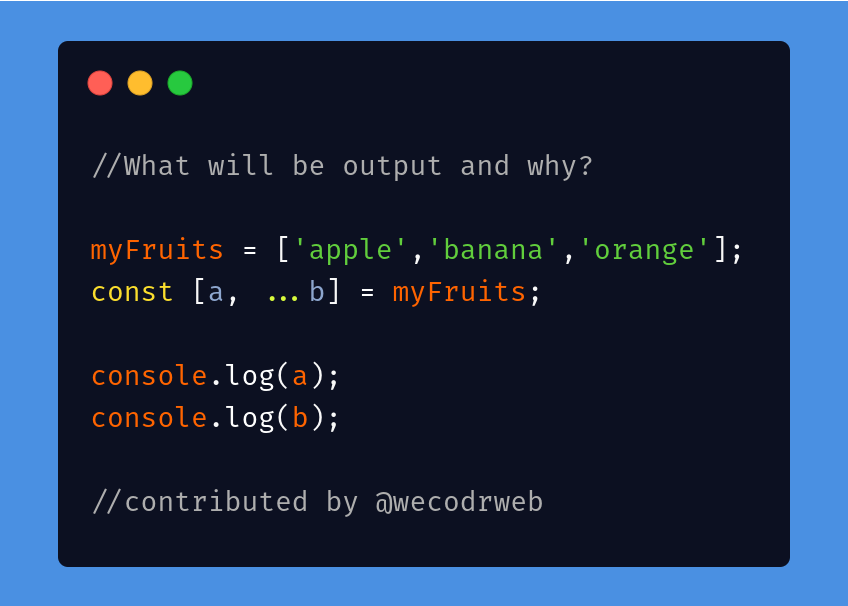 //What will be output and why?
myFruits = ['apple','banana','orange'];
const [a, ...b] = myFruits;
console.log(a);
console.log(b);
//contributed by @wecodrweb